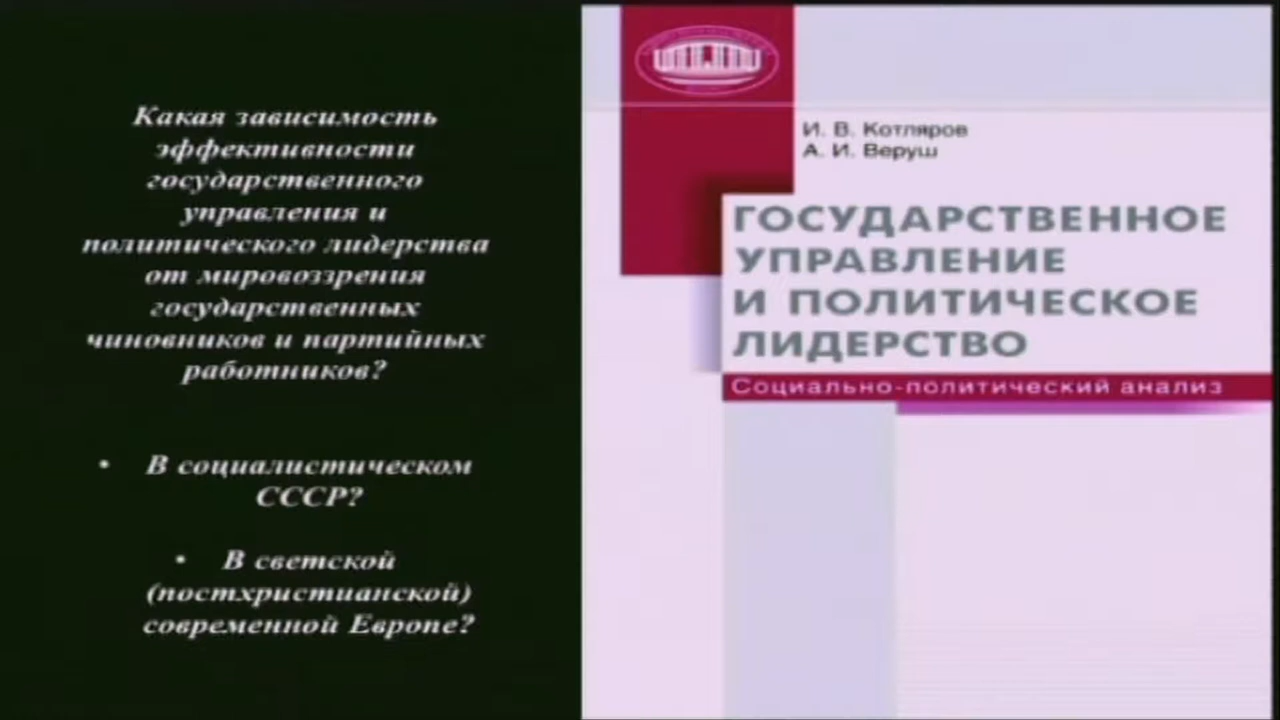 Какая зависимость
эффективности
государственного
управления и
политического лидерства
от мировоззрения
государственных
чиновников и партийных
работников?
• В социалистическом
СССР?
• В светской
(постхристианской)
современной Европе?
И. В. Котляров
А. И. Веруш
ГОСУДАРСТВЕННОЕ
УПРАВЛЕНИЕ
И ПОЛИТИЧЕСКОЕ
ЛИДЕРСТВО
Социально-политический анализ